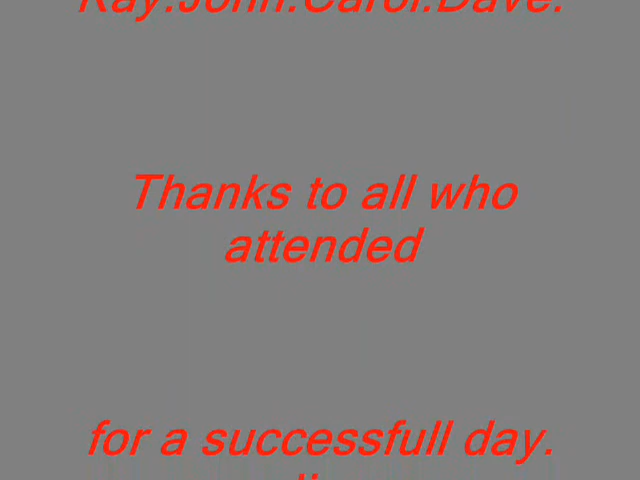 Ray.John.Carol.Dave.
Thanks to all who
attended
for a successfull day.